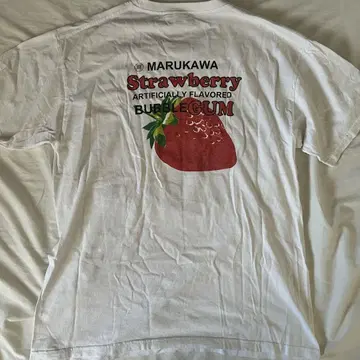 MARUKAWA
Strawberry
ARTIFICIALLY FLAVORED
BUBBLE GUM